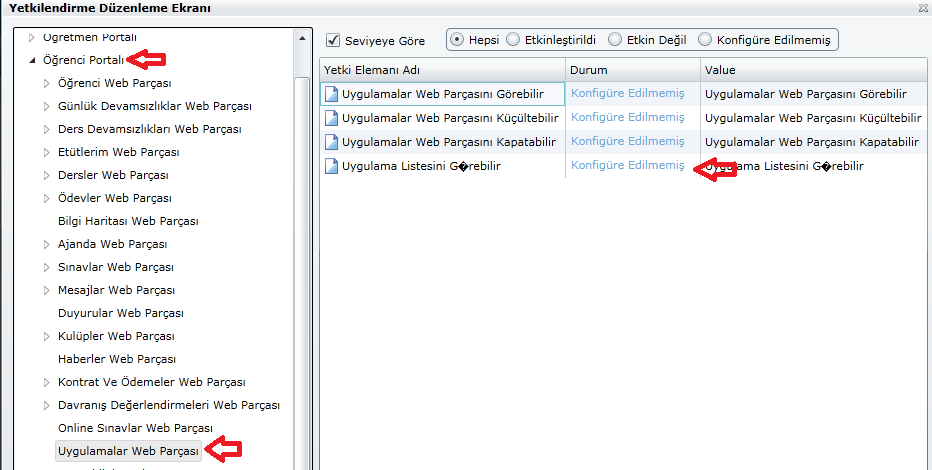 Yetkilendirme Düzenleme Ekranı
Öğretmen Portalı
Öğrenci Portalı
Öğrenci Web Parçası
Günlük Devamsızlıklar Web Parçası
Ders Devamsızlıkları Web Parçası
Etütlerim Web Parçası
Dersler Web Parçası
Ödevler Web Parçası
Bilgi Haritası Web Parçası
Ajanda Web Parçası
Sınavlar Web Parçası
Mesajlar Web Parçası
Duyurular Web Parçası
Kulüpler Web Parçası
Haberler Web Parçası
Kontrat Ve Ödemeler Web Parçası
Davranış Değerlendirmeleri Web Parçası
Online Sınavlar Web Parçası
Uygulamalar Web Parçası
Seviyeye Göre Hepsi Etkinleştirildi Etkin Değil Konfigüre Edilmemiş
Yetki Elemanı Adı Durum Value
Uygulamalar Web Parçasını Görebilir Konfigüre Edilmemiş Uygulamalar Web Parçasını Görebilir
Uygulamalar Web Parçasını Küçültebilir Konfigüre Edilmemiş Uygulamalar Web Parçasını Küçültebilir
Uygulamalar Web Parçasını Kapatabilir Konfigüre Edilmemiş Uygulamalar Web Parçasını Kapatabilir
Uygulama Listesini G�rebilir Konfigüre Edilmemiş Uygulama Listesini G�rebilir